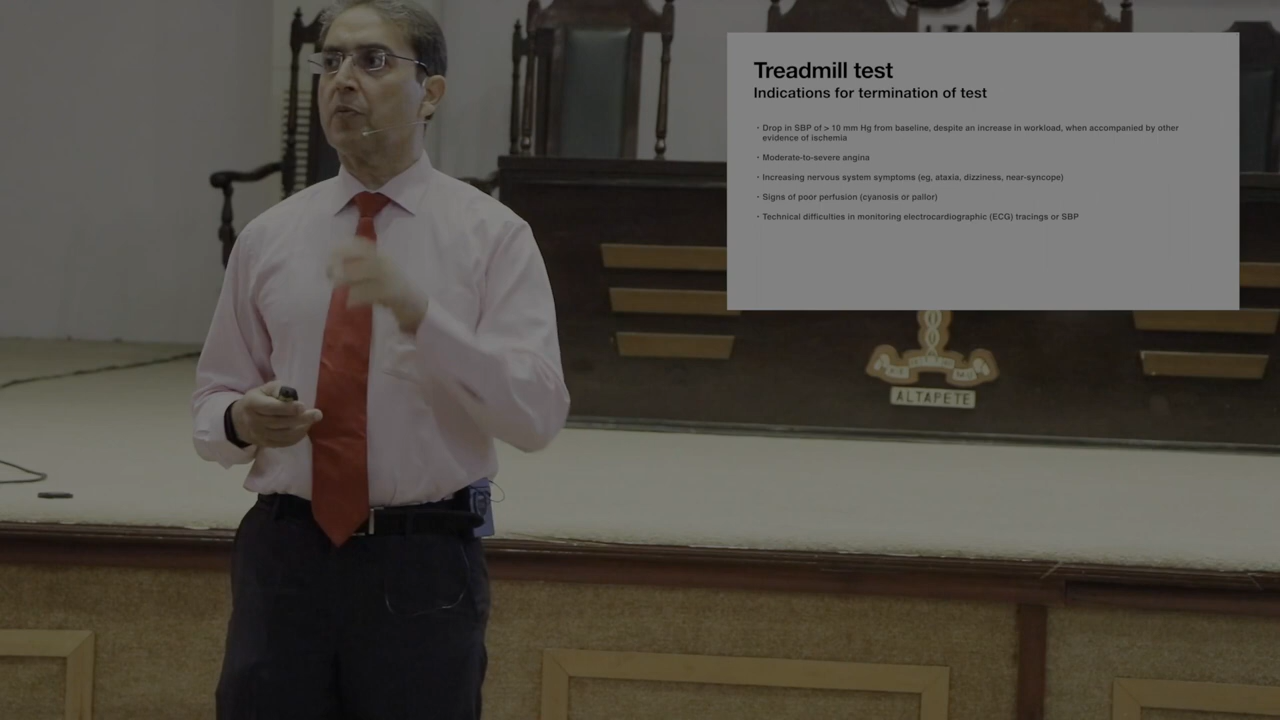 Treadmill test
Indications for termination of test
· Drop in SBP of > 10 mm Hg from baseline, despite an increase in workload, when accompanied by other
evidence of ischemia
· Moderate-to-severe angina
· Increasing nervous system symptoms (eg, ataxia, dizziness, near-syncope)
· Signs of poor perfusion (cyanosis or pallor)
· Technical difficulties in monitoring electrocardiographic (ECG) tracings or SBP
ALTAPETE